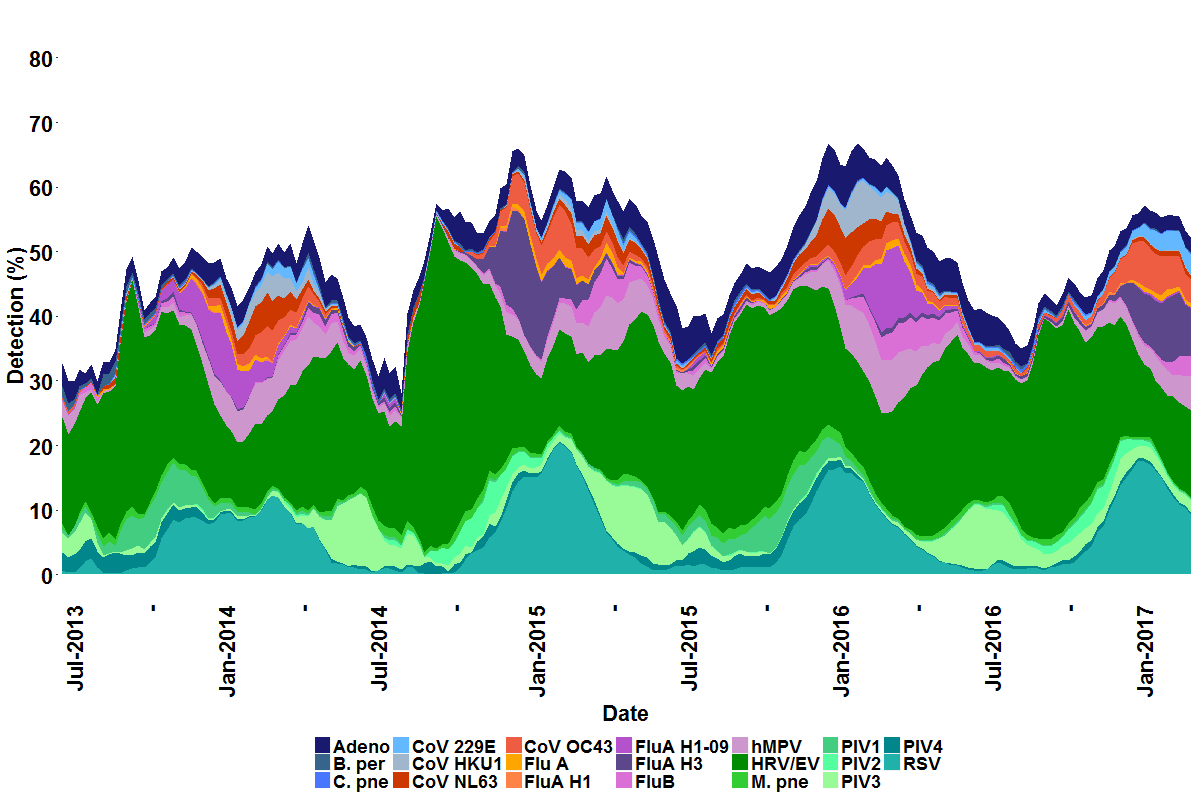 80
70
60
50
40
30
20
10
0
Detection (%)
Jul-2013 - Jan-2014 - Jul-2014 - Jan-2015 - Jul-2015 - Jan-2016 - Jul-2016 - Jan-2017
Date
Adeno CoV 229E CoV OC43 FluA H1-09 hMPV PIV1 PIV4
B. per CoV HKU1 Flu A FluA H3 HRV/EV PIV2 RSV
C. pne CoV NL63 FluA H1 FluB M. pne PIV3